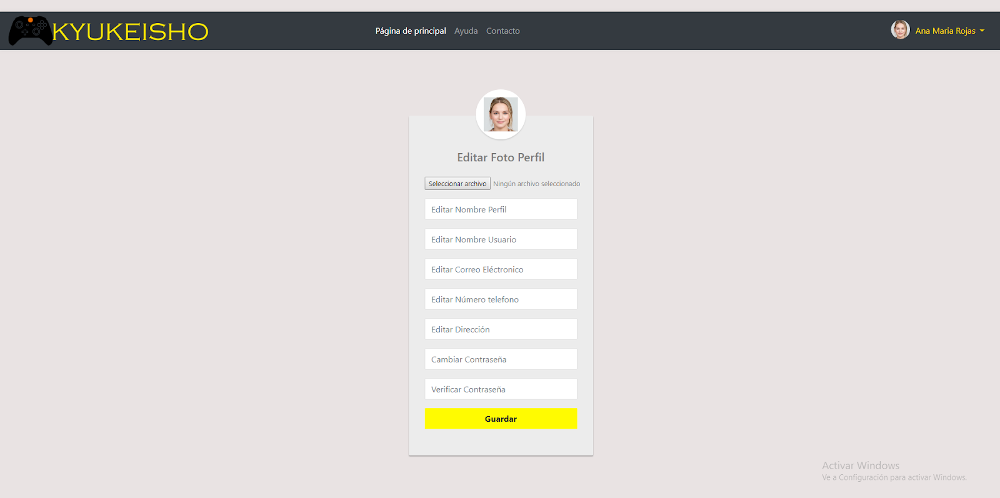 KYUKEISHO
Página de principal Ayuda Contacto
Ana Maria Rojas
Editar Foto Perfil
Seleccionar archivo Ningún archivo seleccionado
Editar Nombre Perfil
Editar Nombre Usuario
Editar Correo Eléctronico
Editar Número telefono
Editar Dirección
Cambiar Contraseña
Verificar Contraseña
Guardar
Activar Windows
Ve a Configuración para activar Windows.